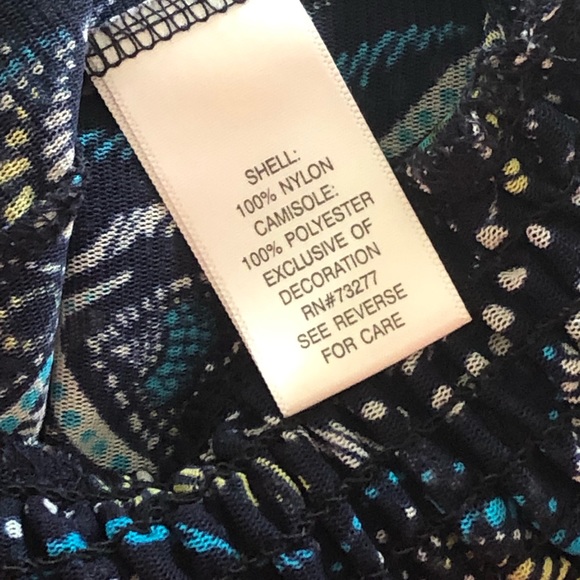 SHELL:
100% NYLON
CAMISOLE:
100% POLYESTER
EXCLUSIVE OF
DECORATION
RN#73277
SEE REVERSE
FOR CARE